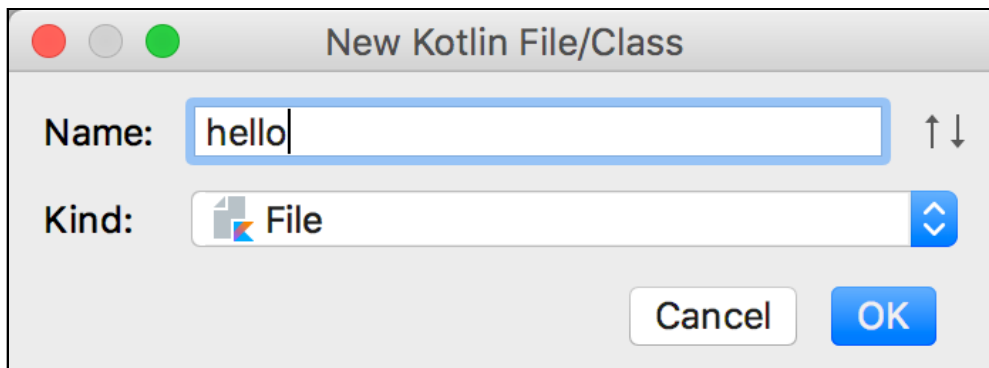 New Kotlin File/Class
Name: hello
Kind: File
Cancel OK